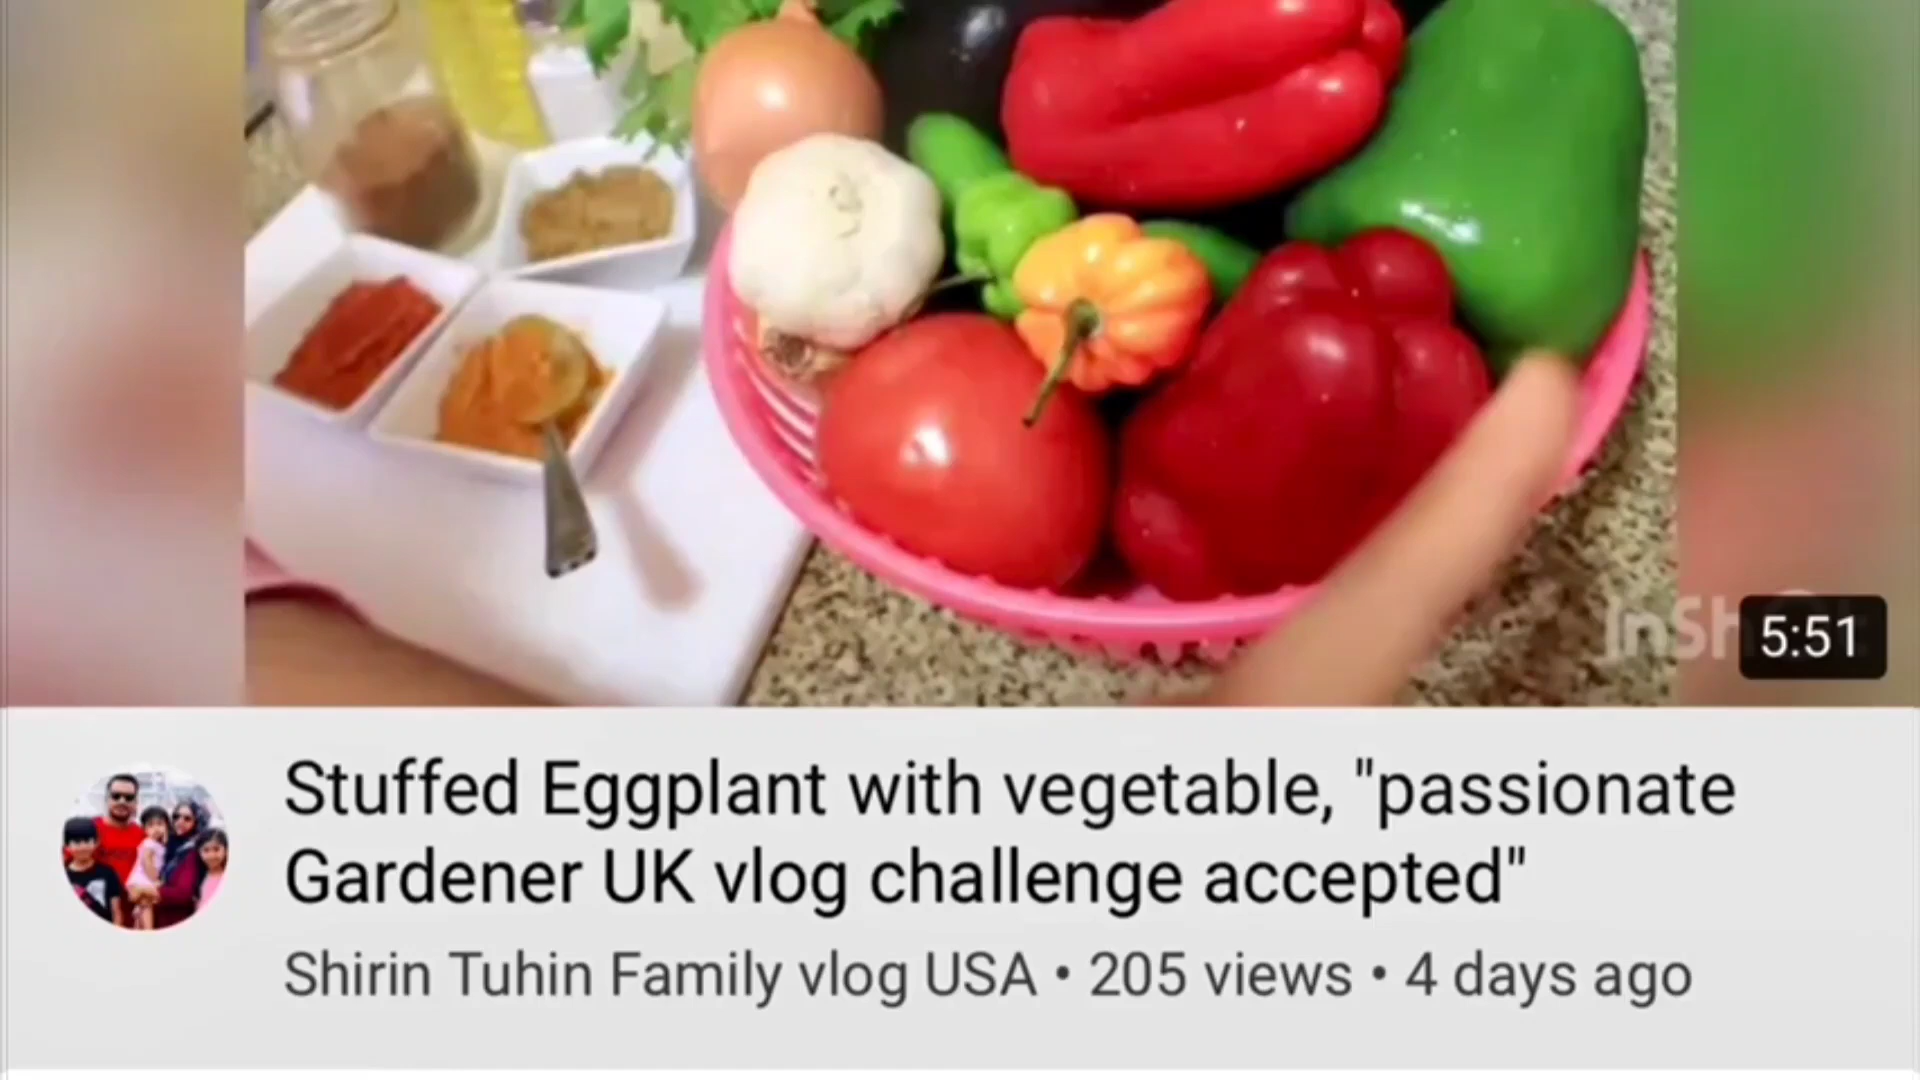 InSh
5:51
Stuffed Eggplant with vegetable, "passionate
Gardener UK vlog challenge accepted"
Shirin Tuhin Family vlog USA • 205 views • 4 days ago